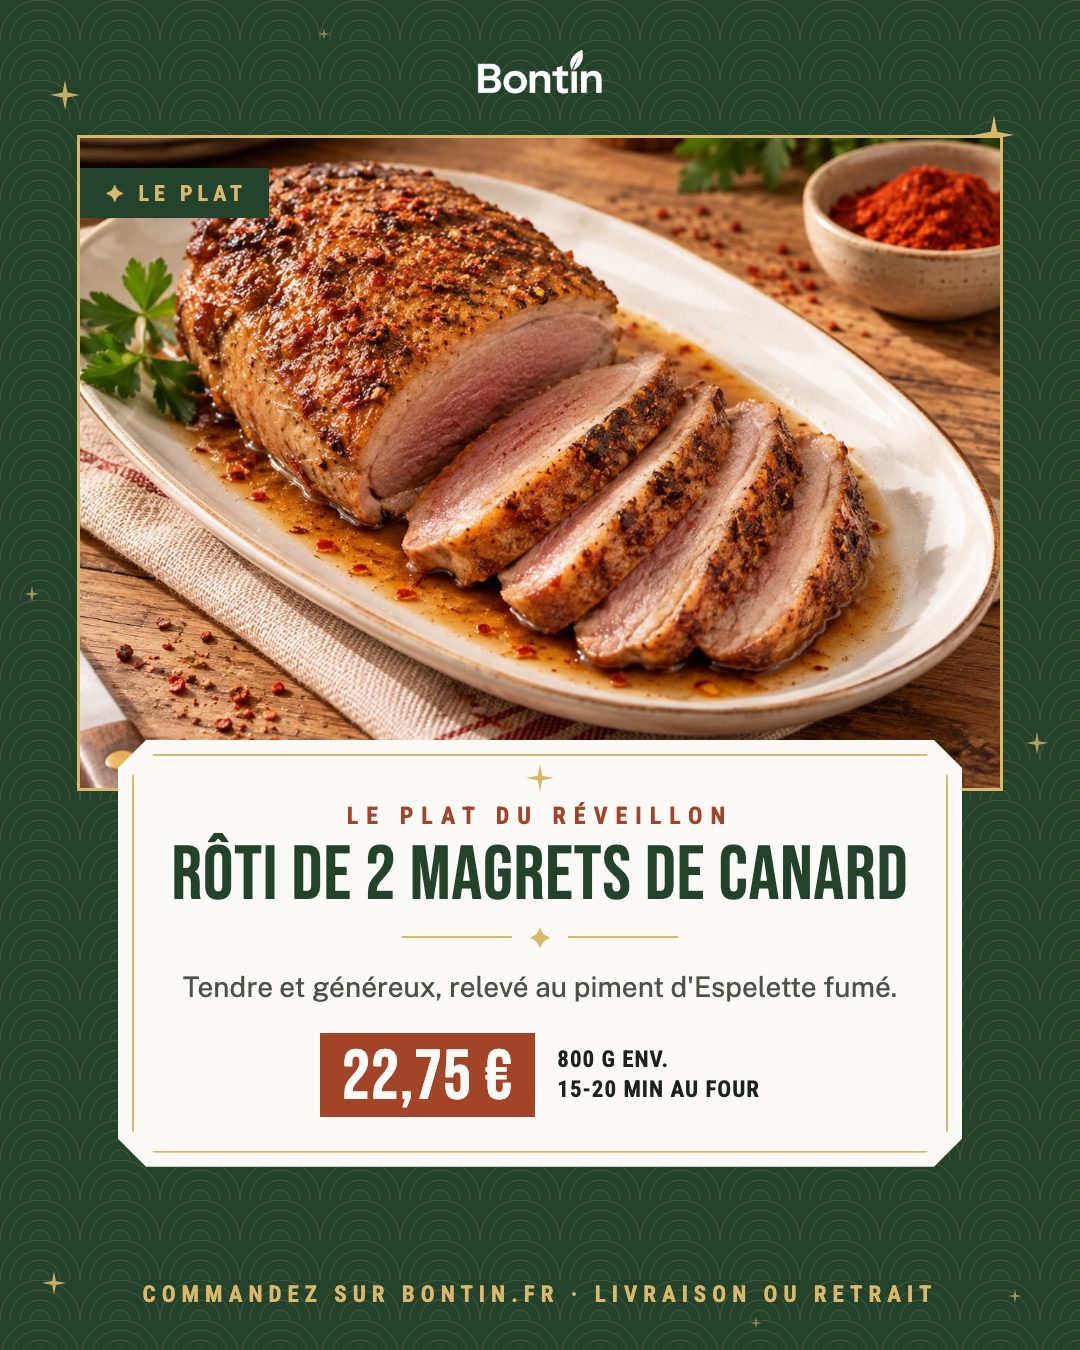 Bontin
LE PLAT
LE PLAT DU RÉVEILLON
RÔTI DE 2 MAGRETS DE CANARD
Tendre et généreux, relevé au piment d'Espelette fumé.
22,75 €
800 G ENV.
15-20 MIN AU FOUR
COMMANDEZ SUR BONTIN.FR · LIVRAISON OU RETRAIT